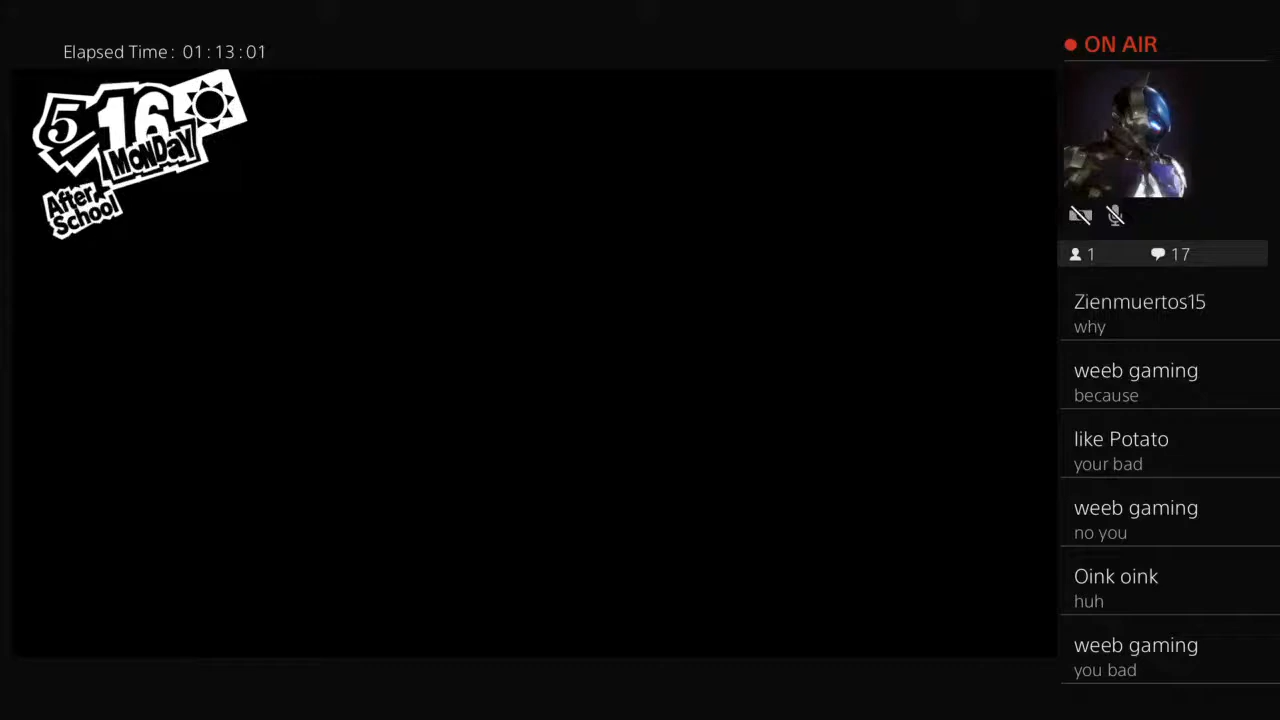 Elapsed Time: 01:13:01
ON AIR
5/16
MONDAY
After
School
1 17
Zienmuertos15
why
weeb gaming
because
like Potato
your bad
weeb gaming
no you
Oink oink
huh
weeb gaming
you bad